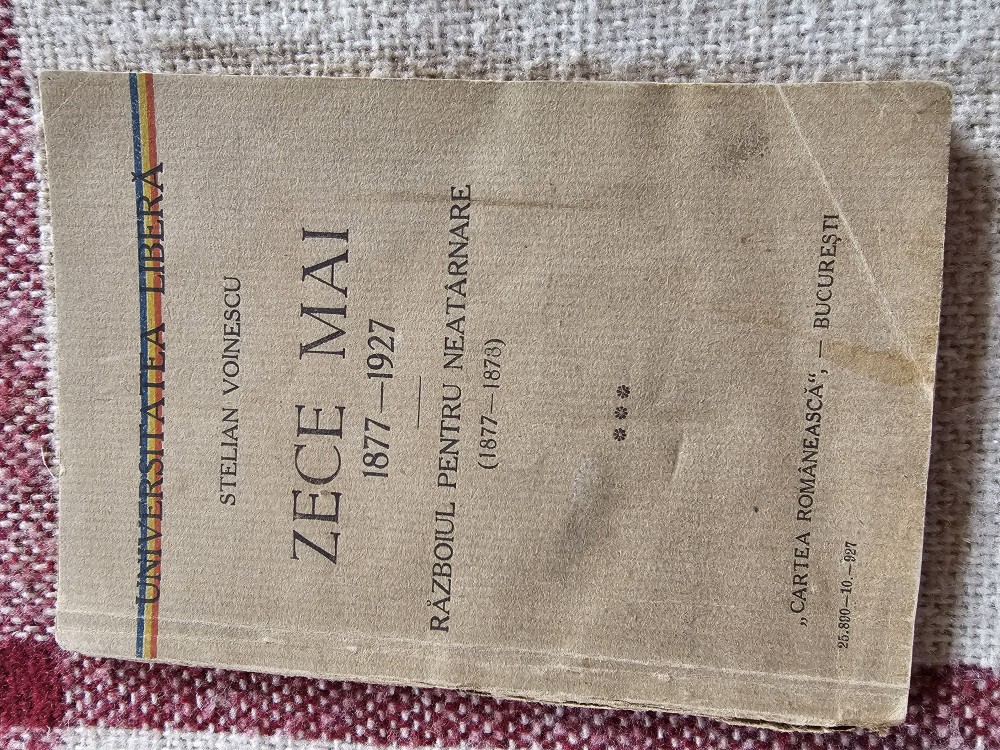 UNIVERSITATEA LIBERĂ
STELIAN VOINESCU
ZECE MAI
1877—1927
RĂZBOIUL PENTRU NEATÂRNARE
(1877—1878)
***
„CARTEA ROMÂNEASCĂ“, — BUCUREȘTI
25.890—10.—927